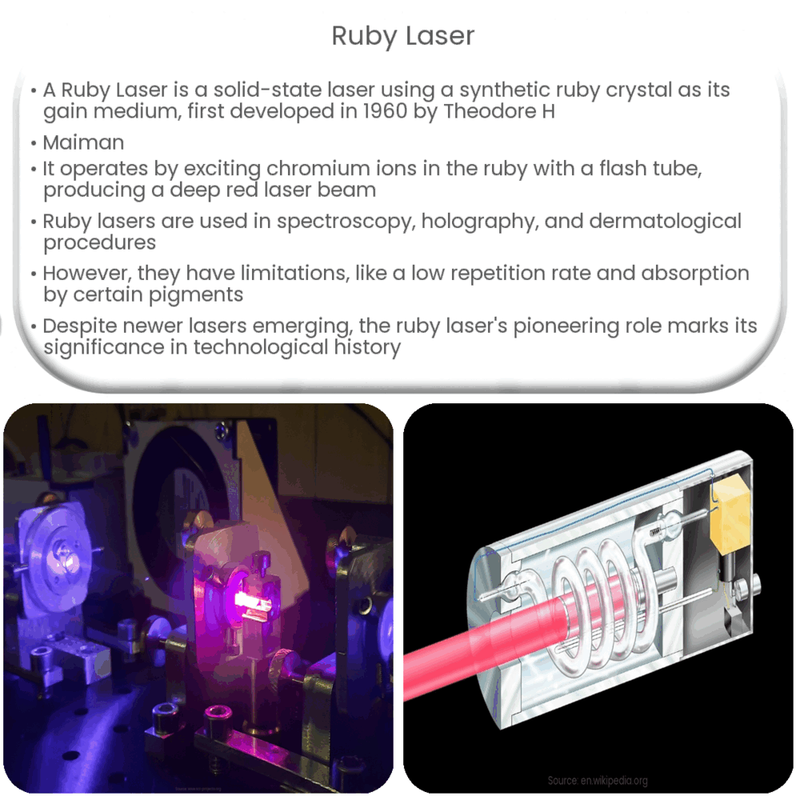 Ruby Laser
• A Ruby Laser is a solid-state laser using a synthetic ruby crystal as its
gain medium, first developed in 1960 by Theodore H
• Maiman
• It operates by exciting chromium ions in the ruby with a flash tube,
producing a deep red laser beam
• Ruby lasers are used in spectroscopy, holography, and dermatological
procedures
• However, they have limitations, like a low repetition rate and absorption
by certain pigments
• Despite newer lasers emerging, the ruby laser's pioneering role marks its
significance in technological history
Source: en.wikipedia.org